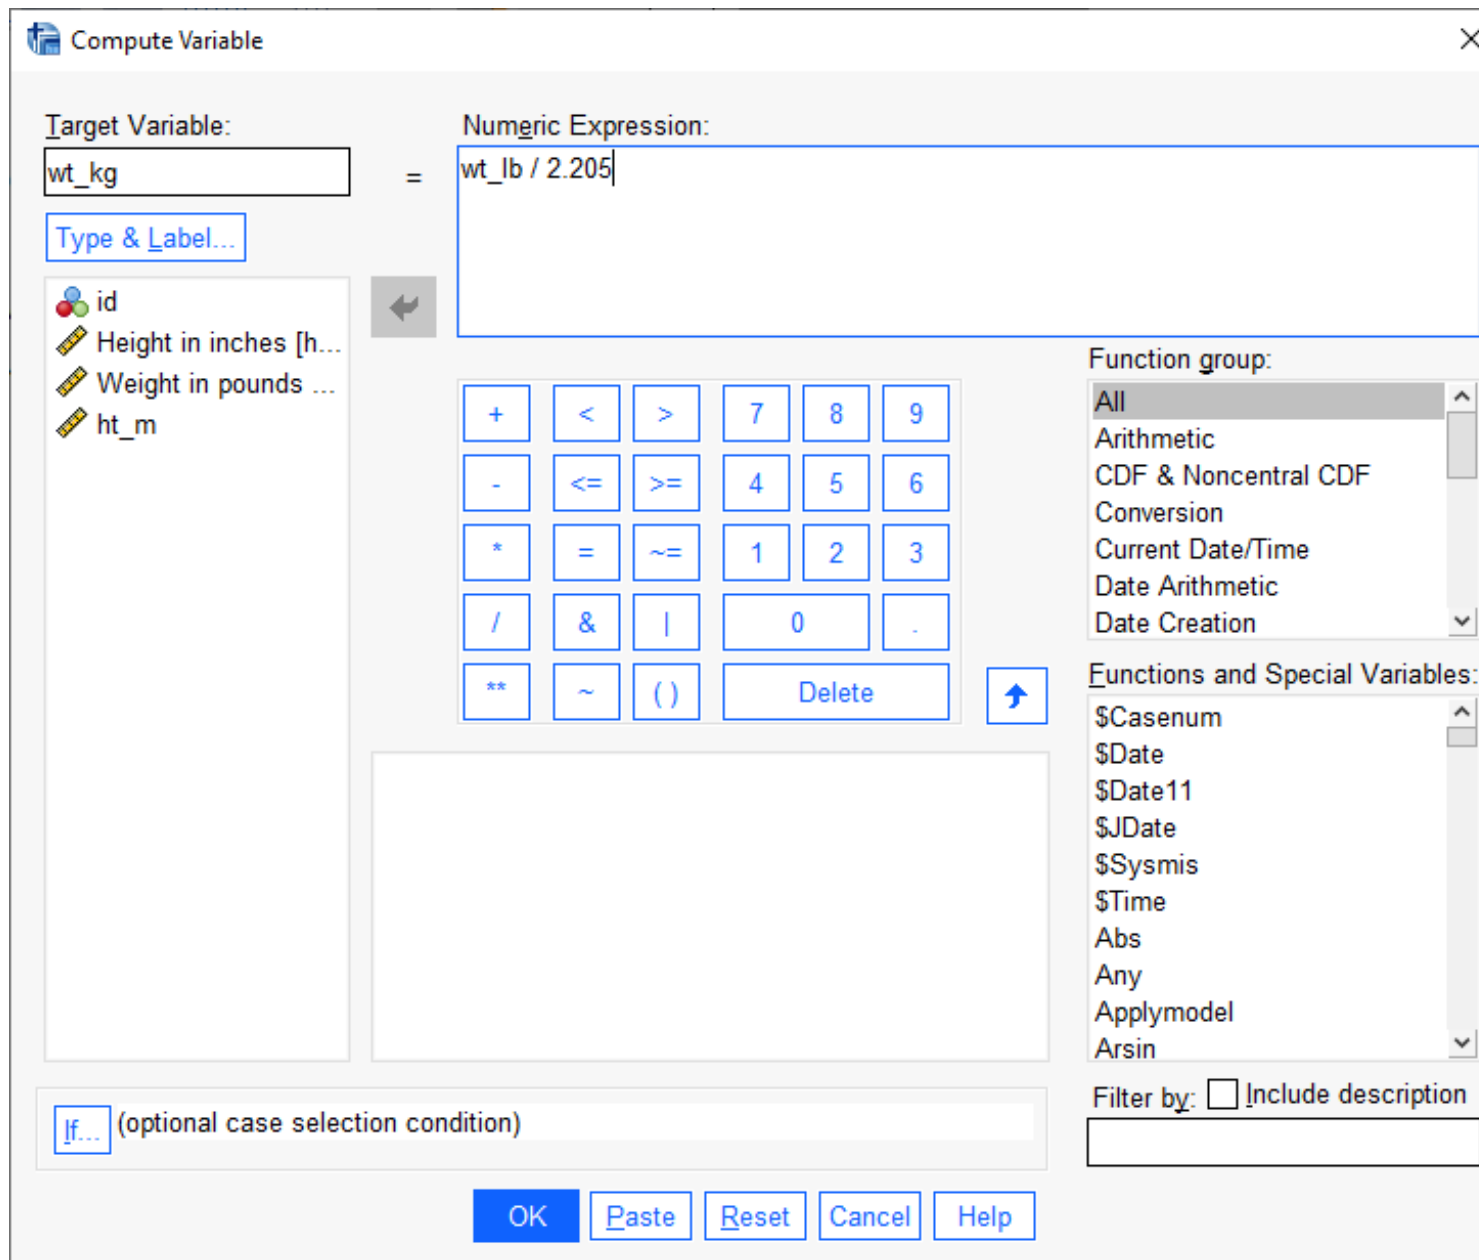 Compute Variable
Target Variable:
wt_kg
=
Numeric Expression:
wt_lb / 2.205
Type & Label...
id
Height in inches [h...
Weight in pounds ...
ht_m
+ < > 7 8 9
- <= >= 4 5 6
* = ~= 1 2 3
/ & | 0 .
** ~ ( ) Delete
Function group:
All
Arithmetic
CDF & Noncentral CDF
Conversion
Current Date/Time
Date Arithmetic
Date Creation
Functions and Special Variables:
$Casenum
$Date
$Date11
$JDate
$Sysmis
$Time
Abs
Any
Applymodel
Arsin
Filter by: Include description
If... (optional case selection condition)
OK Paste Reset Cancel Help